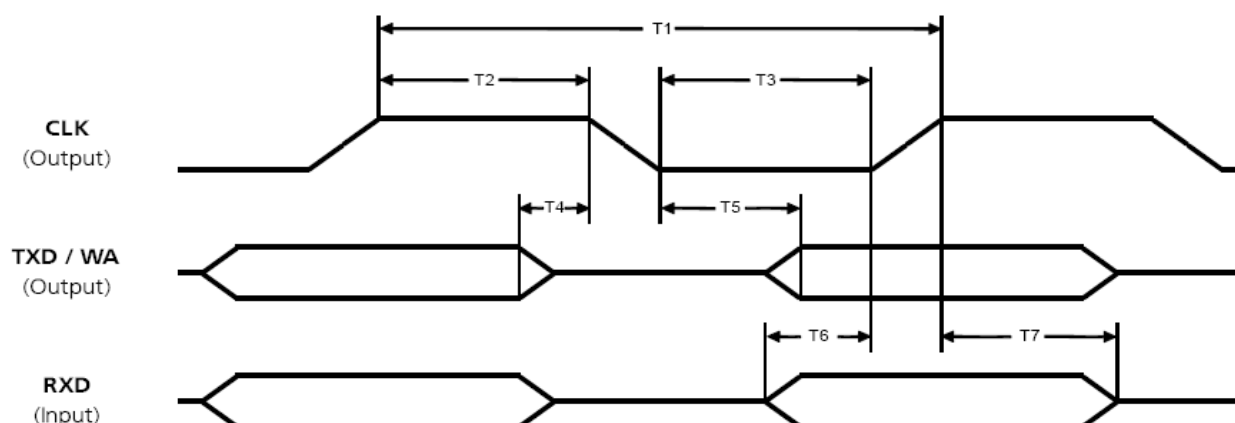 T1
T2
T3
CLK
(Output)
T4
T5
TXD / WA
(Output)
T6
T7
RXD
(Input)